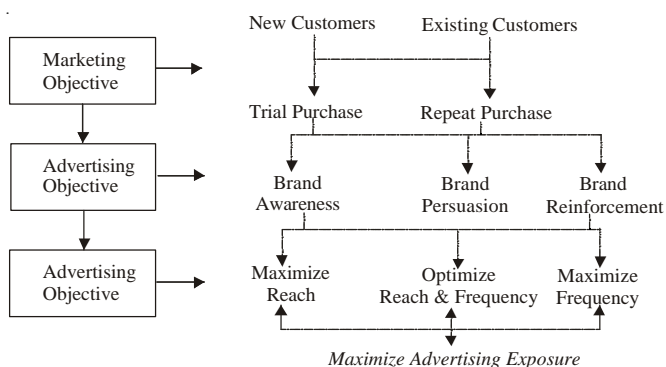 New Customers
Existing Customers
Marketing
Objective
Trial Purchase
Repeat Purchase
Advertising
Objective
Brand
Awareness
Brand
Persuasion
Brand
Reinforcement
Advertising
Objective
Maximize
Reach
Optimize
Reach & Frequency
Maximize
Frequency
Maximize Advertising Exposure